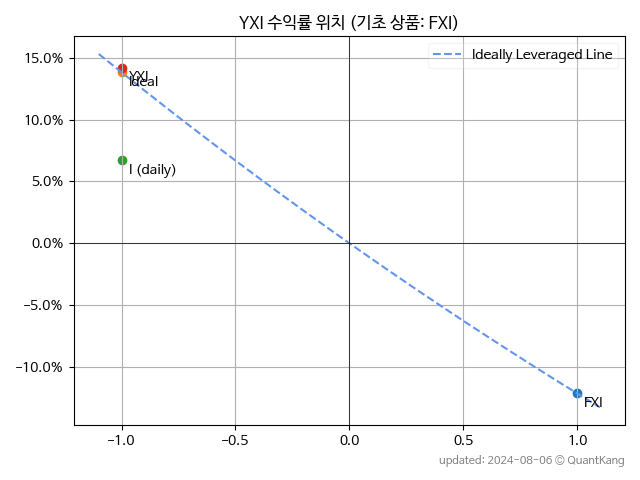 YXI 수익률 위치 (기초 상품: FXI)
Ideally Leveraged Line
15.0%
10.0%
5.0%
0.0%
−5.0%
−10.0%
YXI
Ideal
I (daily)
FXI
−1.0
−0.5
0.0
0.5
1.0
updated: 2024-08-06 © QuantKang